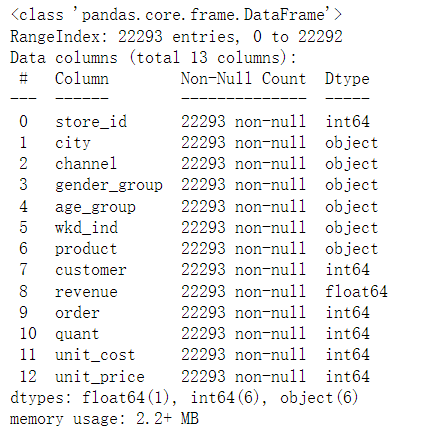 <class 'pandas.core.frame.DataFrame'>
RangeIndex: 22293 entries, 0 to 22292
Data columns (total 13 columns):
 #   Column        Non-Null Count  Dtype
---  ------        --------------  -----
 0   store_id      22293 non-null  int64
 1   city          22293 non-null  object
 2   channel       22293 non-null  object
 3   gender_group  22293 non-null  object
 4   age_group     22293 non-null  object
 5   wkd_ind       22293 non-null  object
 6   product       22293 non-null  object
 7   customer      22293 non-null  int64
 8   revenue       22293 non-null  float64
 9   order         22293 non-null  int64
 10  quant         22293 non-null  int64
 11  unit_cost     22293 non-null  int64
 12  unit_price    22293 non-null  int64
dtypes: float64(1), int64(6), object(6)
memory usage: 2.2+ MB